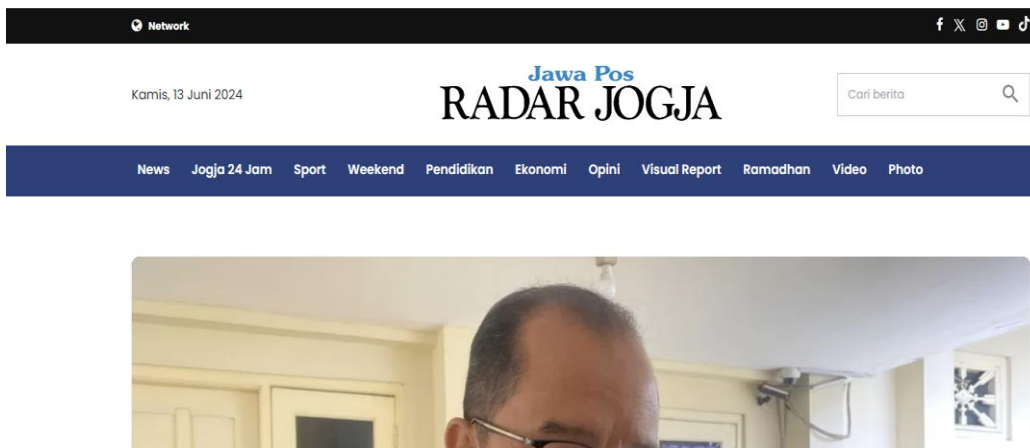 Network
Kamis, 13 Juni 2024
Jawa Pos
RADAR JOGJA
Cari berita
News Jogja 24 Jam Sport Weekend Pendidikan Ekonomi Opini Visual Report Ramadhan Video Photo